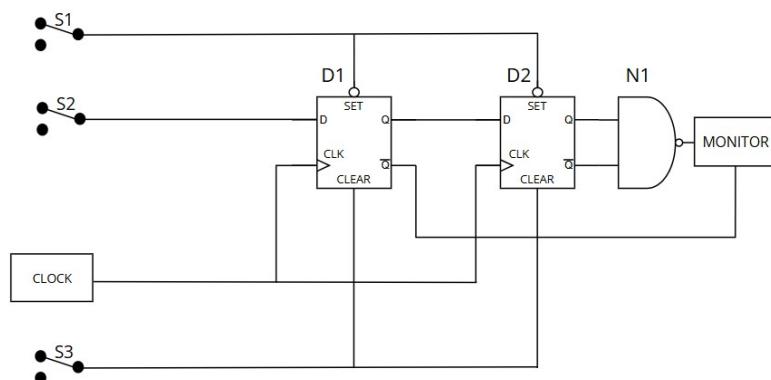 S1
D1
D2
N1
S2
SET
SET
D
Q
D
Q
CLK
Q̅
CLK
Q̅
MONITOR
CLEAR
CLEAR
CLOCK
S3